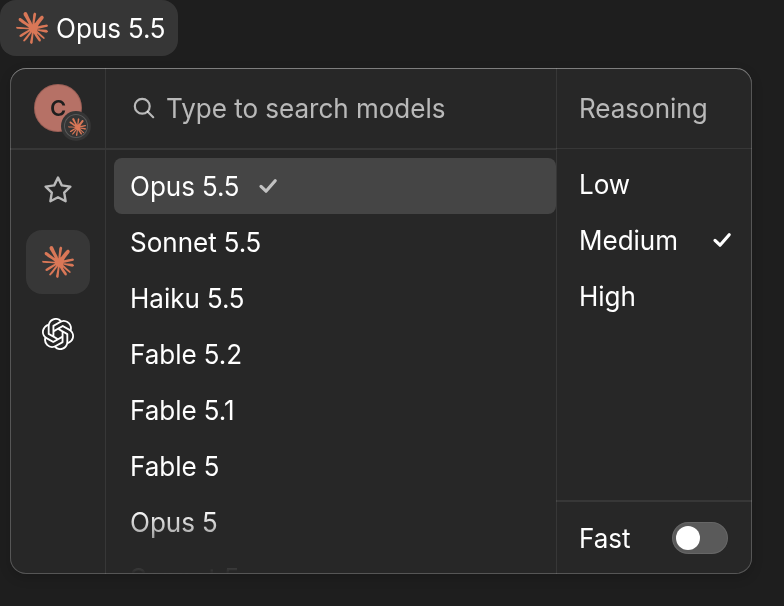 Opus 5.5
C
Type to search models
Reasoning
Opus 5.5
Sonnet 5.5
Haiku 5.5
Fable 5.2
Fable 5.1
Fable 5
Opus 5
Low
Medium
High
Fast